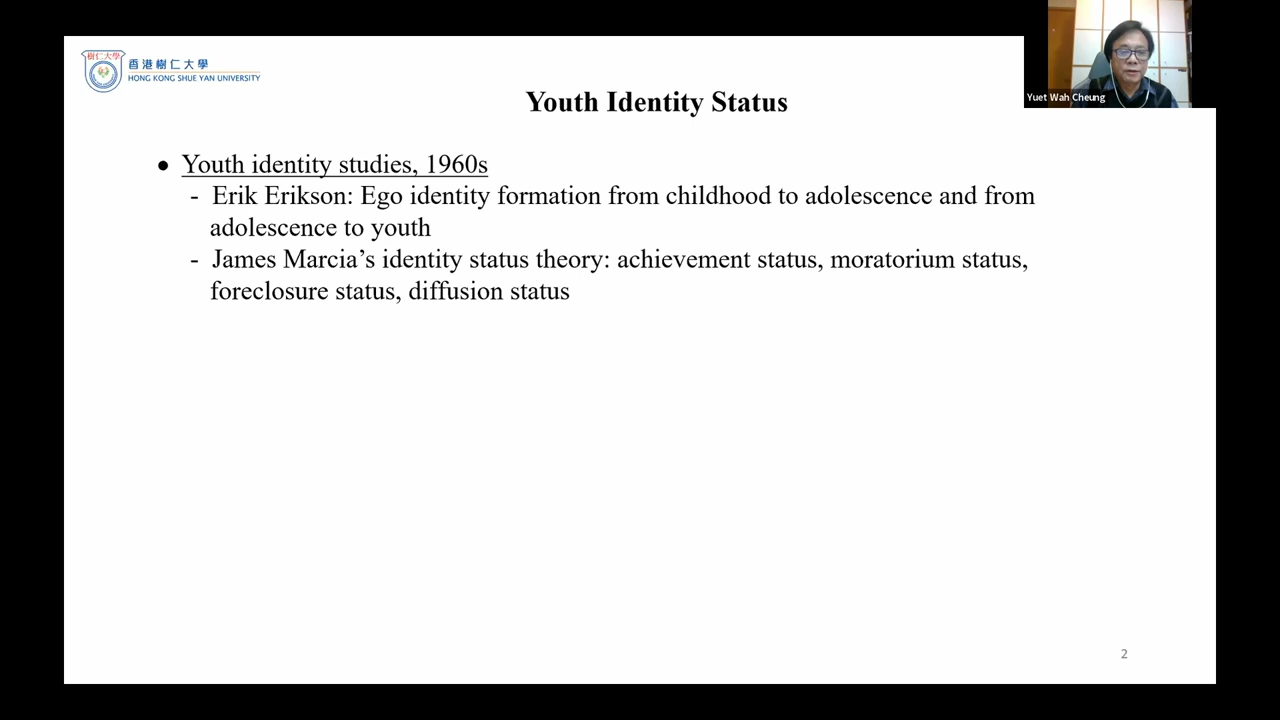 樹仁大學
香港樹仁大學
HONG KONG SHUE YAN UNIVERSITY
Yuet Wah Cheung
Youth Identity Status
● Youth identity studies, 1960s
- Erik Erikson: Ego identity formation from childhood to adolescence and from
adolescence to youth
- James Marcia’s identity status theory: achievement status, moratorium status,
foreclosure status, diffusion status
2